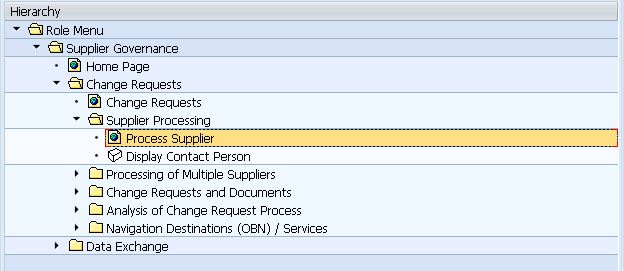 Hierarchy
Role Menu
Supplier Governance
Home Page
Change Requests
Change Requests
Supplier Processing
Process Supplier
Display Contact Person
Processing of Multiple Suppliers
Change Requests and Documents
Analysis of Change Request Process
Navigation Destinations (OBN) / Services
Data Exchange